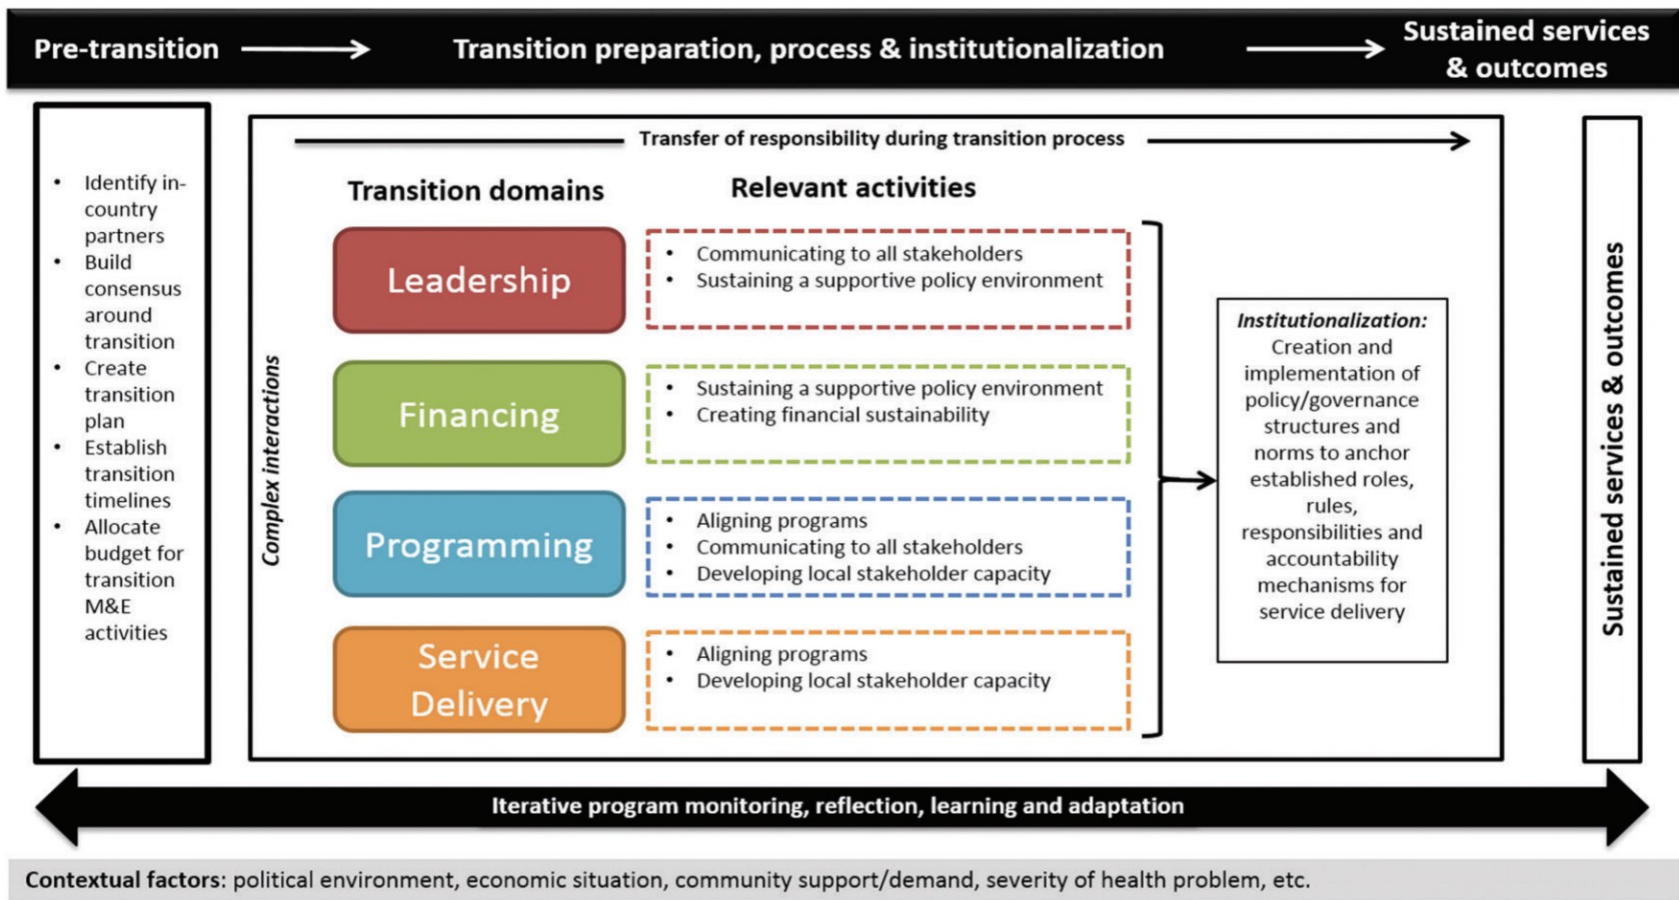 Pre-transition
Transition preparation, process & institutionalization
Sustained services
& outcomes
• Identify in-
country
partners
• Build
consensus
around
transition
• Create
transition
plan
• Establish
transition
timelines
• Allocate
budget for
transition
M&E
activities
Transfer of responsibility during transition process
Complex interactions
Transition domains
Relevant activities
Leadership
• Communicating to all stakeholders
• Sustaining a supportive policy environment
Financing
• Sustaining a supportive policy environment
• Creating financial sustainability
Programming
• Aligning programs
• Communicating to all stakeholders
• Developing local stakeholder capacity
Service
Delivery
• Aligning programs
• Developing local stakeholder capacity
Institutionalization:
Creation and
implementation of
policy/governance
structures and
norms to anchor
established roles,
rules,
responsibilities and
accountability
mechanisms for
service delivery
Sustained services & outcomes
Iterative program monitoring, reflection, learning and adaptation
Contextual factors: political environment, economic situation, community support/demand, severity of health problem, etc.